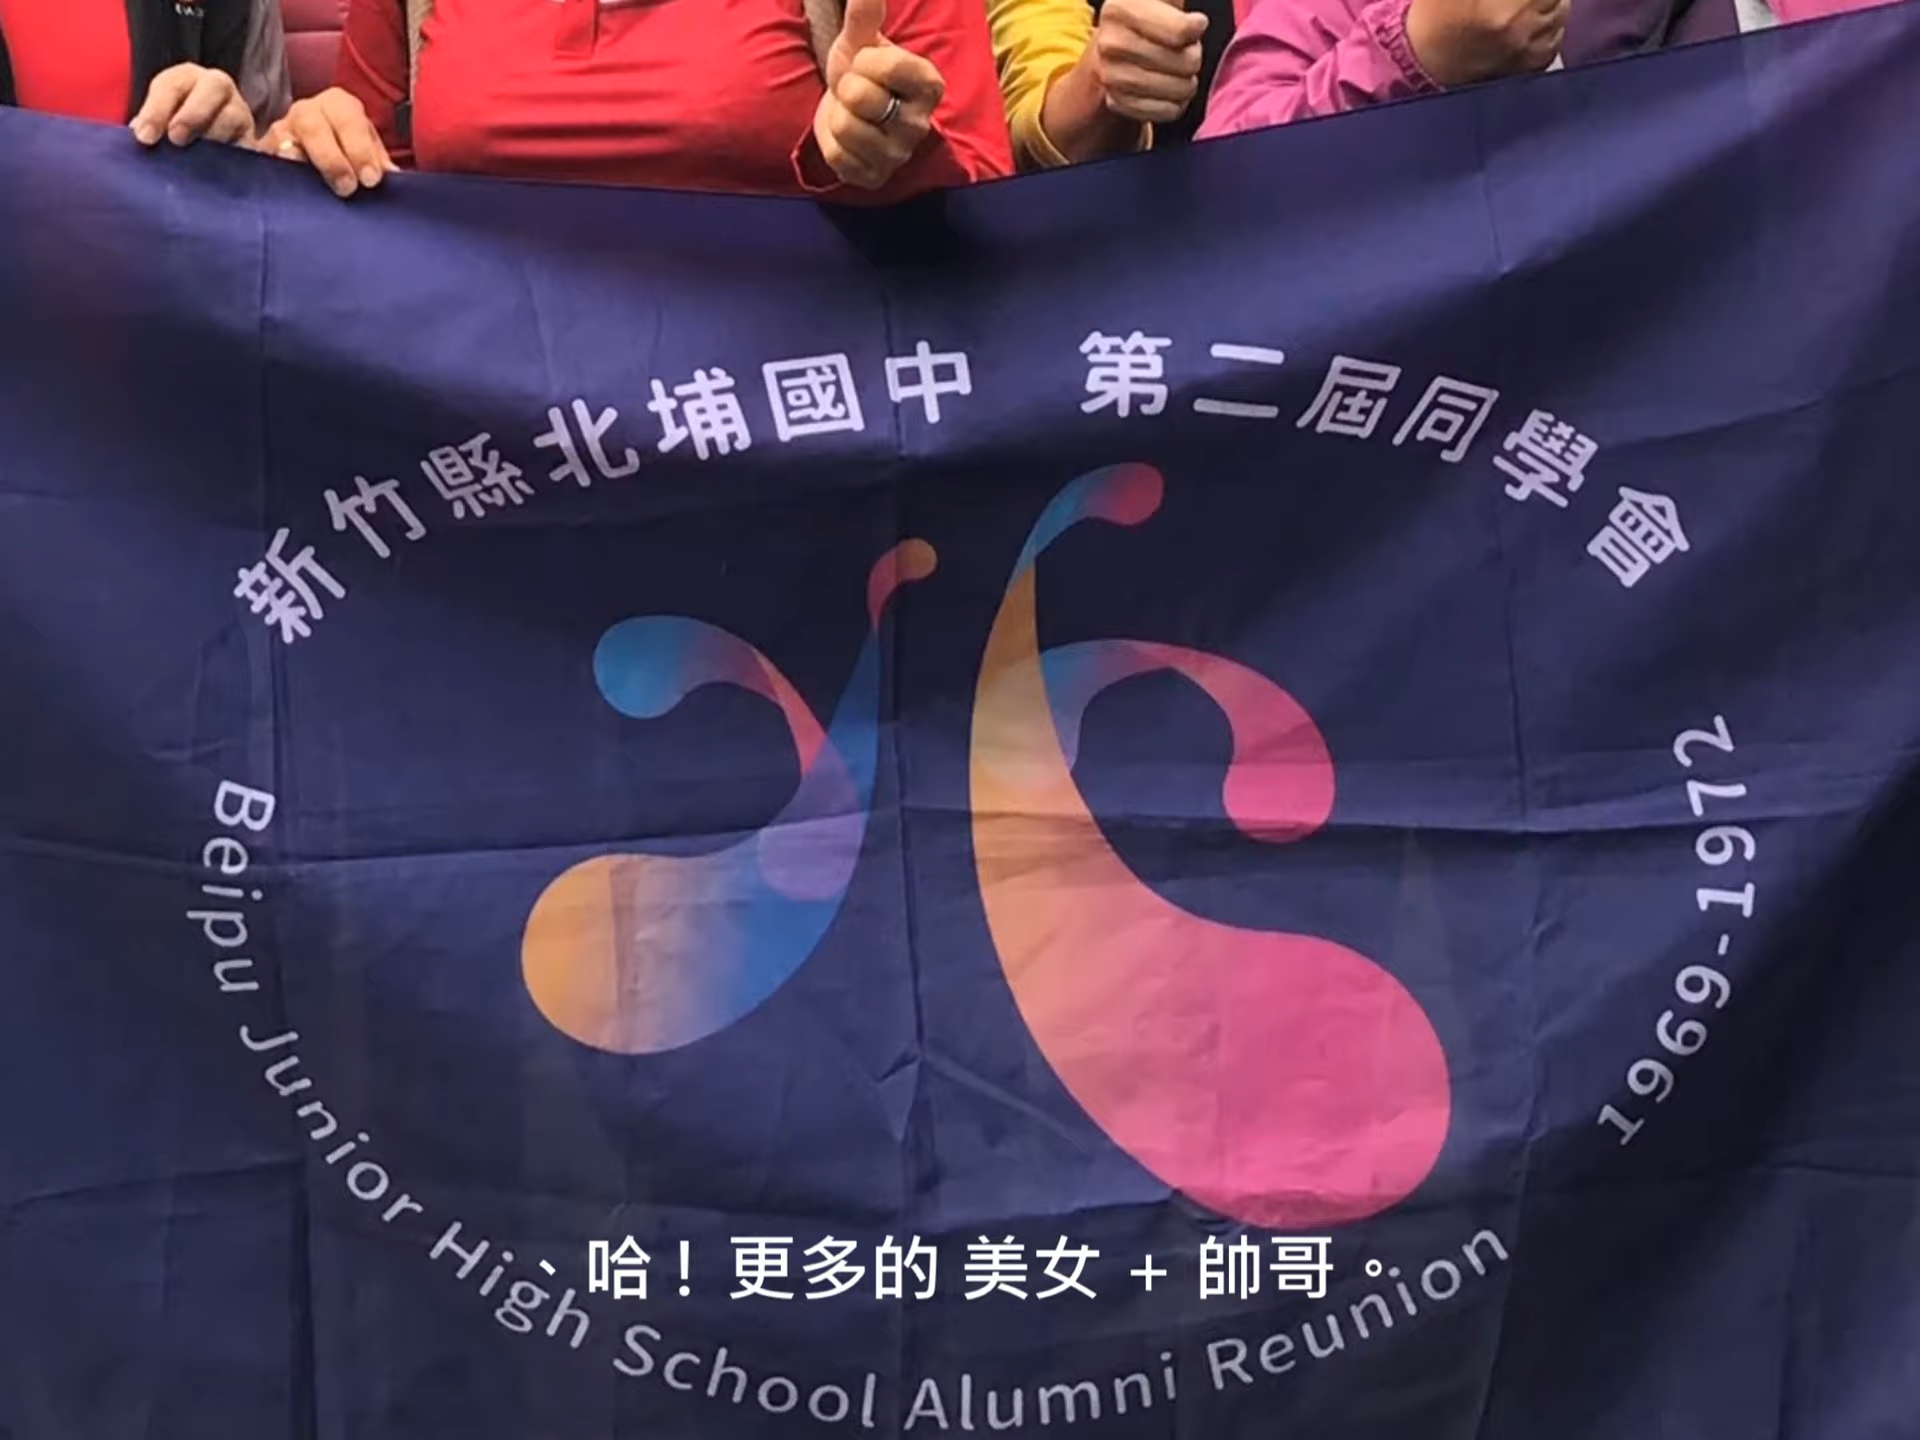 新竹縣北埔國中 第二屆同學會
Beipu Junior High School Alumni Reunion
1969-1972
、哈！更多的 美女 + 帥哥。